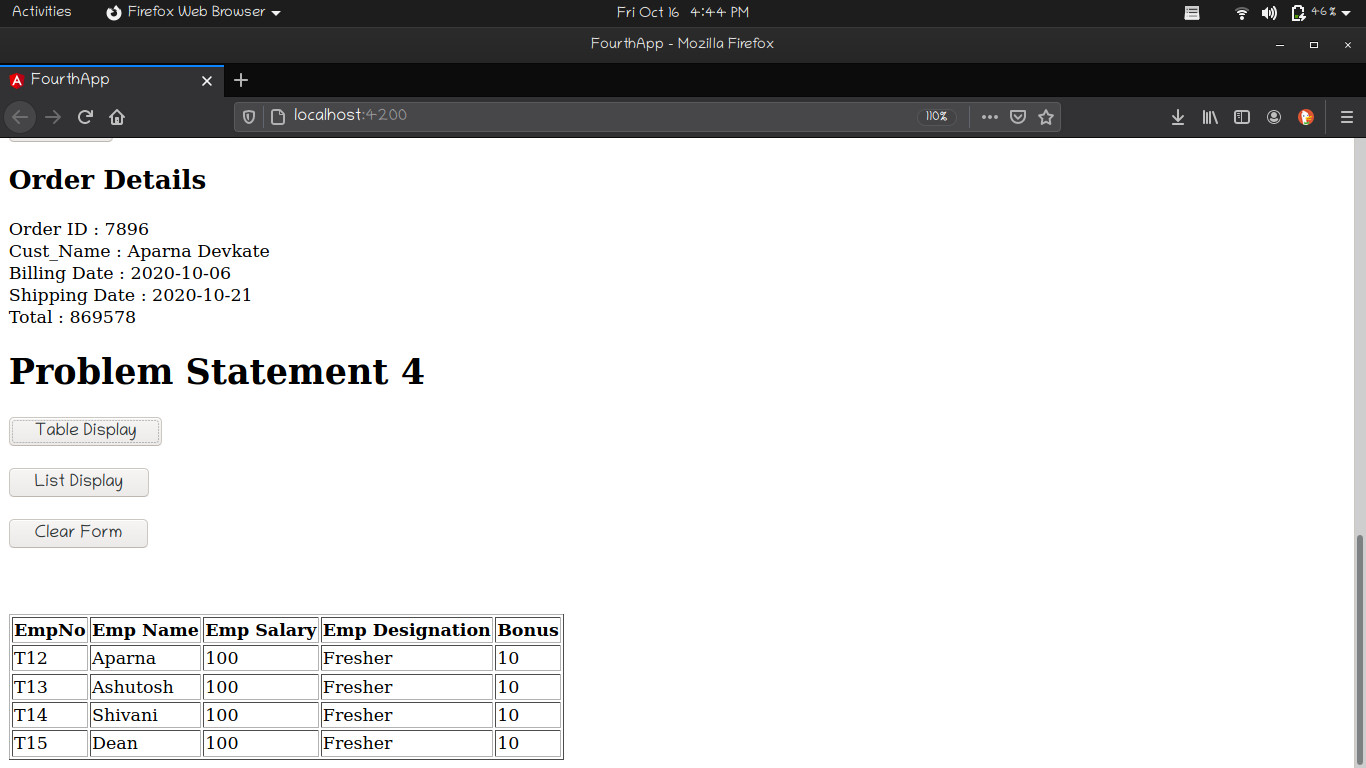 Activities Firefox Web Browser Fri Oct 16 4:44 PM 46%
FourthApp - Mozilla Firefox
FourthApp
localhost:4200 110%
Order Details
Order ID : 7896
Cust_Name : Aparna Devkate
Billing Date : 2020-10-06
Shipping Date : 2020-10-21
Total : 869578
Problem Statement 4
Table Display
List Display
Clear Form
EmpNo Emp Name Emp Salary Emp Designation Bonus
T12 Aparna 100 Fresher 10
T13 Ashutosh 100 Fresher 10
T14 Shivani 100 Fresher 10
T15 Dean 100 Fresher 10